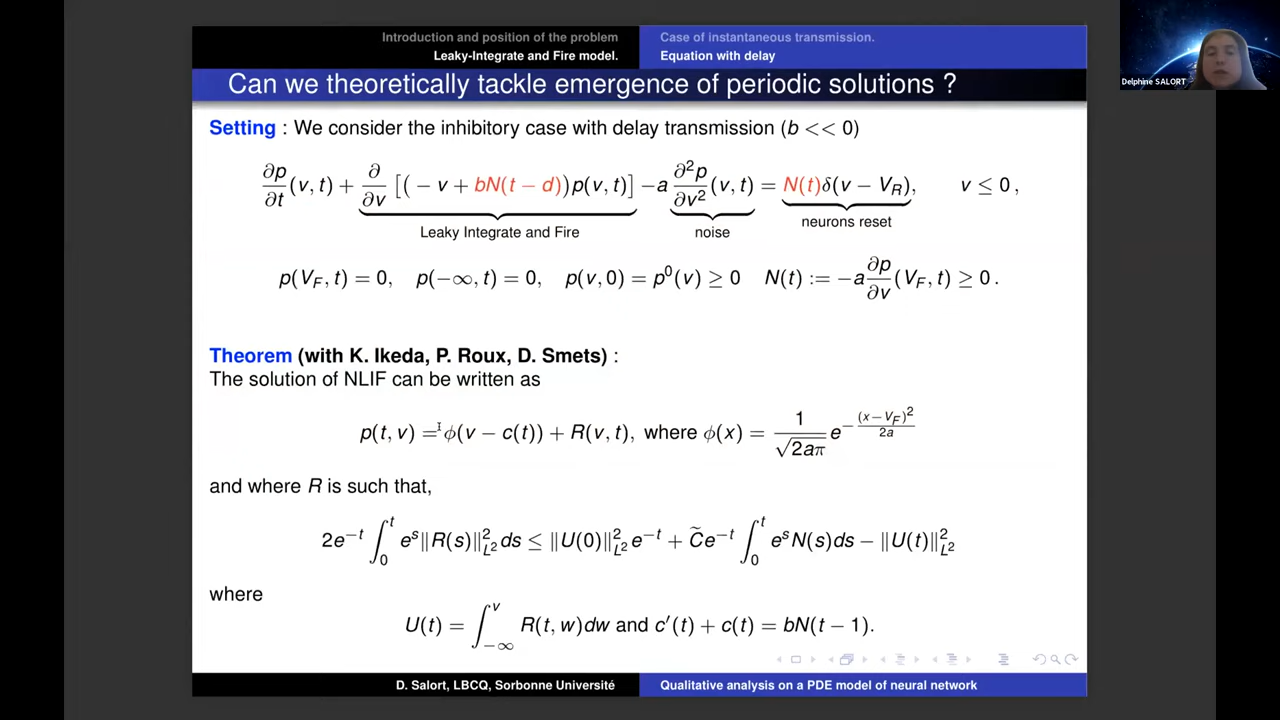 Introduction and position of the problem
Leaky-Integrate and Fire model.
Case of instantaneous transmission.
Equation with delay
Delphine SALORT
Can we theoretically tackle emergence of periodic solutions ?
Setting : We consider the inhibitory case with delay transmission (b << 0)
∂p/∂t (v, t) + ∂/∂v [( − v + bN(t − d))p(v, t)] − a ∂²p/∂v² (v, t) = N(t)δ(v − V_R), v ≤ 0 ,
Leaky Integrate and Fire noise neurons reset
p(V_F, t) = 0, p(−∞, t) = 0, p(v, 0) = p⁰(v) ≥ 0 N(t) := −a ∂p/∂v (V_F, t) ≥ 0 .
Theorem (with K. Ikeda, P. Roux, D. Smets) :
The solution of NLIF can be written as
p(t, v) = φ(v − c(t)) + R(v, t), where φ(x) = 1/√(2aπ) e^{−(x−V_F)²/2a}
and where R is such that,
2e^{−t} ∫_0^t e^s ‖R(s)‖²_{L²} ds ≤ ‖U(0)‖²_{L²} e^{−t} + C̃e^{−t} ∫_0^t e^s N(s)ds − ‖U(t)‖²_{L²}
where
U(t) = ∫_{−∞}^v R(t, w)dw and c′(t) + c(t) = bN(t − 1).
D. Salort, LBCQ, Sorbonne Université
Qualitative analysis on a PDE model of neural network